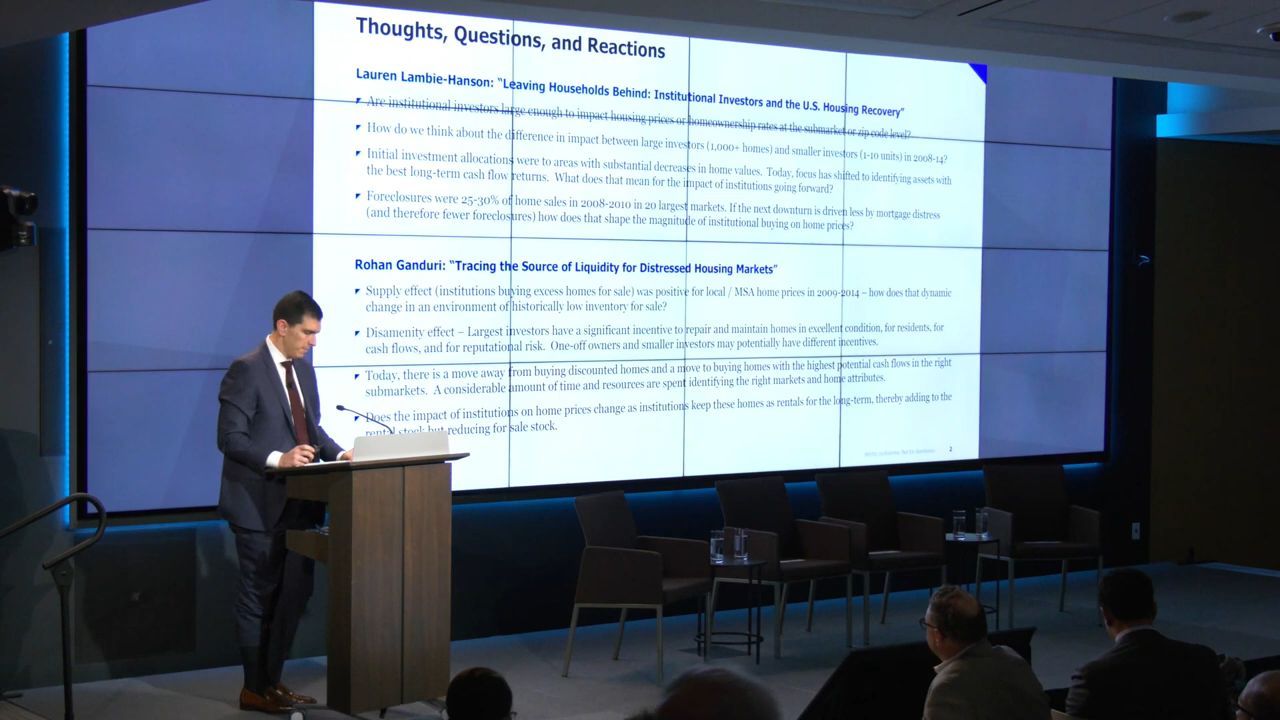 Thoughts, Questions, and Reactions
Lauren Lambie-Hanson: “Leaving Households Behind: Institutional Investors and the U.S. Housing Recovery”
Are institutional investors large enough to impact housing prices or homeownership rates at the submarket or zip code level?
How do we think about the difference in impact between large investors (1,000+ homes) and smaller investors (1-10 units) in 2008-14?
Initial investment allocations were to areas with substantial decreases in home values. Today, focus has shifted to identifying assets with
the best long-term cash flow returns. What does that mean for the impact of institutions going forward?
Foreclosures were 25-30% of home sales in 2008-2010 in 20 largest markets. If the next downturn is driven less by mortgage distress
(and therefore fewer foreclosures) how does that shape the magnitude of institutional buying on home prices?
Rohan Ganduri: “Tracing the Source of Liquidity for Distressed Housing Markets”
Supply effect (institutions buying excess homes for sale) was positive for local / MSA home prices in 2009-2014 – how does that dynamic
change in an environment of historically low inventory for sale?
Disamenity effect – Largest investors have a significant incentive to repair and maintain homes in excellent condition, for residents, for
cash flows, and for reputational risk. One-off owners and smaller investors may potentially have different incentives.
Today, there is a move away from buying discounted homes and a move to buying homes with the highest potential cash flows in the right
submarkets. A considerable amount of time and resources are spent identifying the right markets and home attributes.
Does the impact of institutions on home prices change as institutions keep these homes as rentals for the long-term, thereby adding to the
rental stock but reducing for sale stock.
2